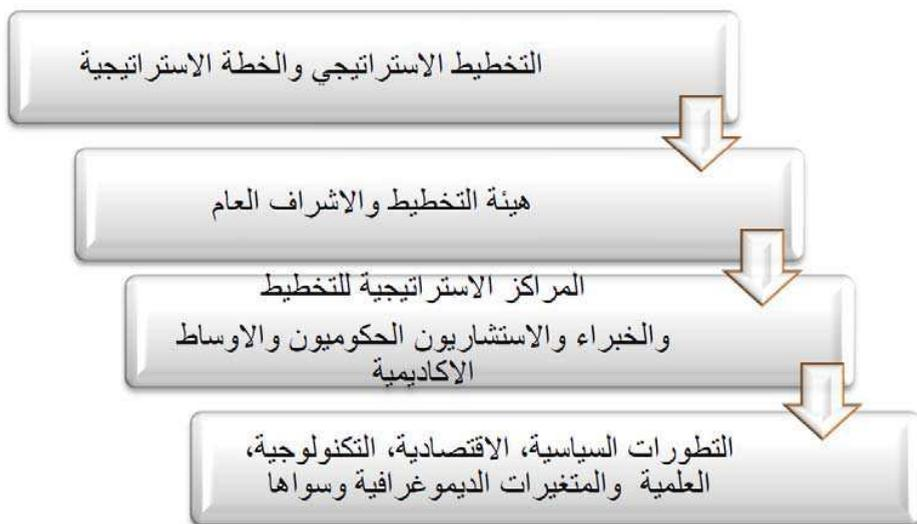 التخطيط الاستراتيجي والخطة الاستراتيجية
هيئة التخطيط والاشراف العام
المراكز الاستراتيجية للتخطيط
والخبراء والاستشاريون الحكوميون والاوساط
الاكاديمية
التطورات السياسية، الاقتصادية، التكنولوجية،
العلمية والمتغيرات الديموغرافية وسواها